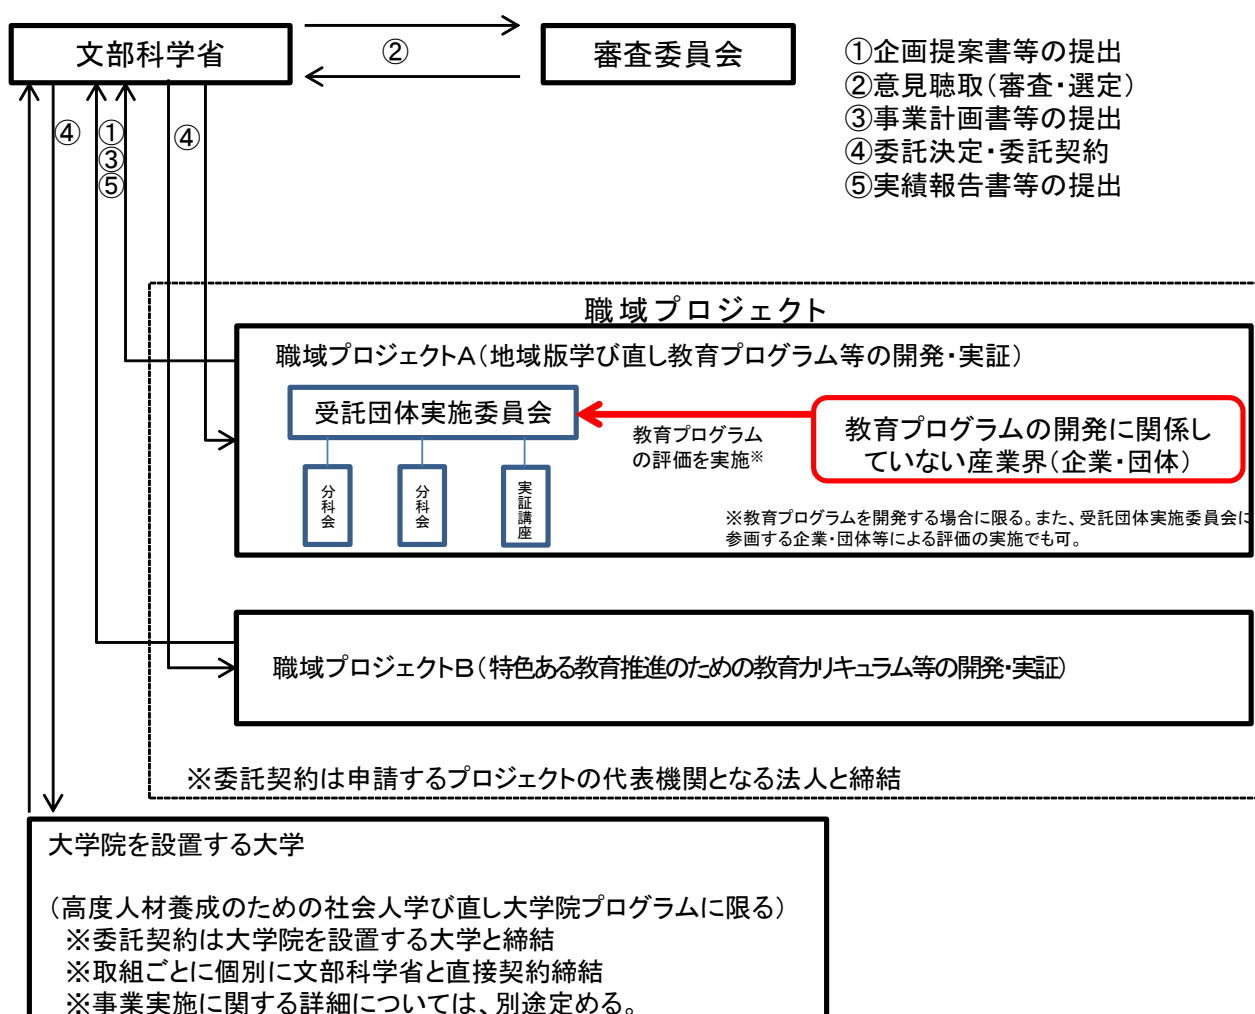 文部科学省
②
審査委員会
①企画提案書等の提出
②意見聴取（審査・選定）
③事業計画書等の提出
④委託決定・委託契約
⑤実績報告書等の提出
④
①
③
⑤
④
職域プロジェクト
職域プロジェクトA（地域版学び直し教育プログラム等の開発・実証）
受託団体実施委員会
教育プログラム
の評価を実施※
教育プログラムの開発に関係し
ていない産業界（企業・団体）
分科会
分科会
実証講座
※教育プログラムを開発する場合に限る。また、受託団体実施委員会に
参画する企業・団体等による評価の実施でも可。
職域プロジェクトB（特色ある教育推進のための教育カリキュラム等の開発・実証）
※委託契約は申請するプロジェクトの代表機関となる法人と締結
大学院を設置する大学
（高度人材養成のための社会人学び直し大学院プログラムに限る）
※委託契約は大学院を設置する大学と締結
※取組ごとに個別に文部科学省と直接契約締結
※事業実施に関する詳細については、別途定める。